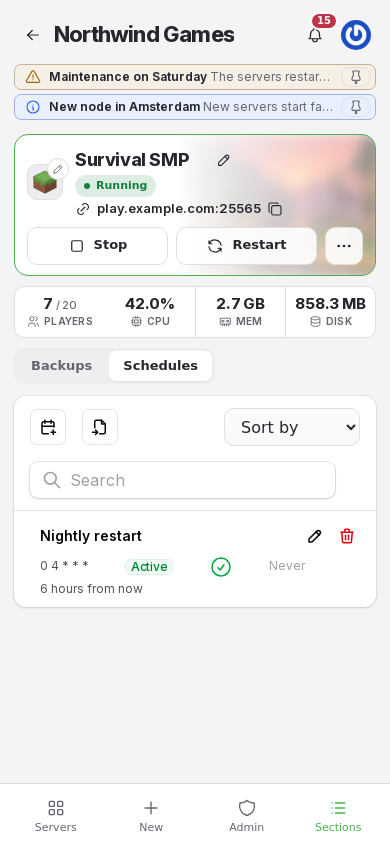 Northwind Games
15
Maintenance on Saturday The servers restar...
New node in Amsterdam New servers start fa...
Survival SMP
Running
play.example.com:25565
Stop
Restart
7 / 20
PLAYERS
42.0%
CPU
2.7 GB
MEM
858.3 MB
DISK
Backups
Schedules
Sort by
Search
Nightly restart
0 4 * * *
Active
Never
6 hours from now
Servers
New
Admin
Sections